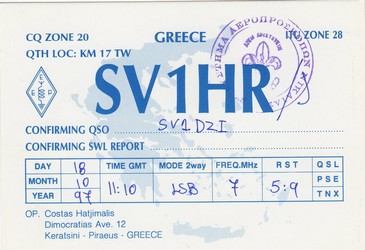 CQ ZONE 20 GREECE ITU ZONE 28
QTH LOC: KM 17 TW
SV1HR
CONFIRMING QSO SV1DZI
CONFIRMING SWL REPORT
DAY 18 TIME GMT MODE 2way FREQ.MHz R S T QSL
MONTH 10 11:10 LSB 7 5:9 PSE
YEAR 97 TNX
OP. Costas Hatjimalis
Dimocratias Ave. 12
Keratsini - Piraeus - GREECE